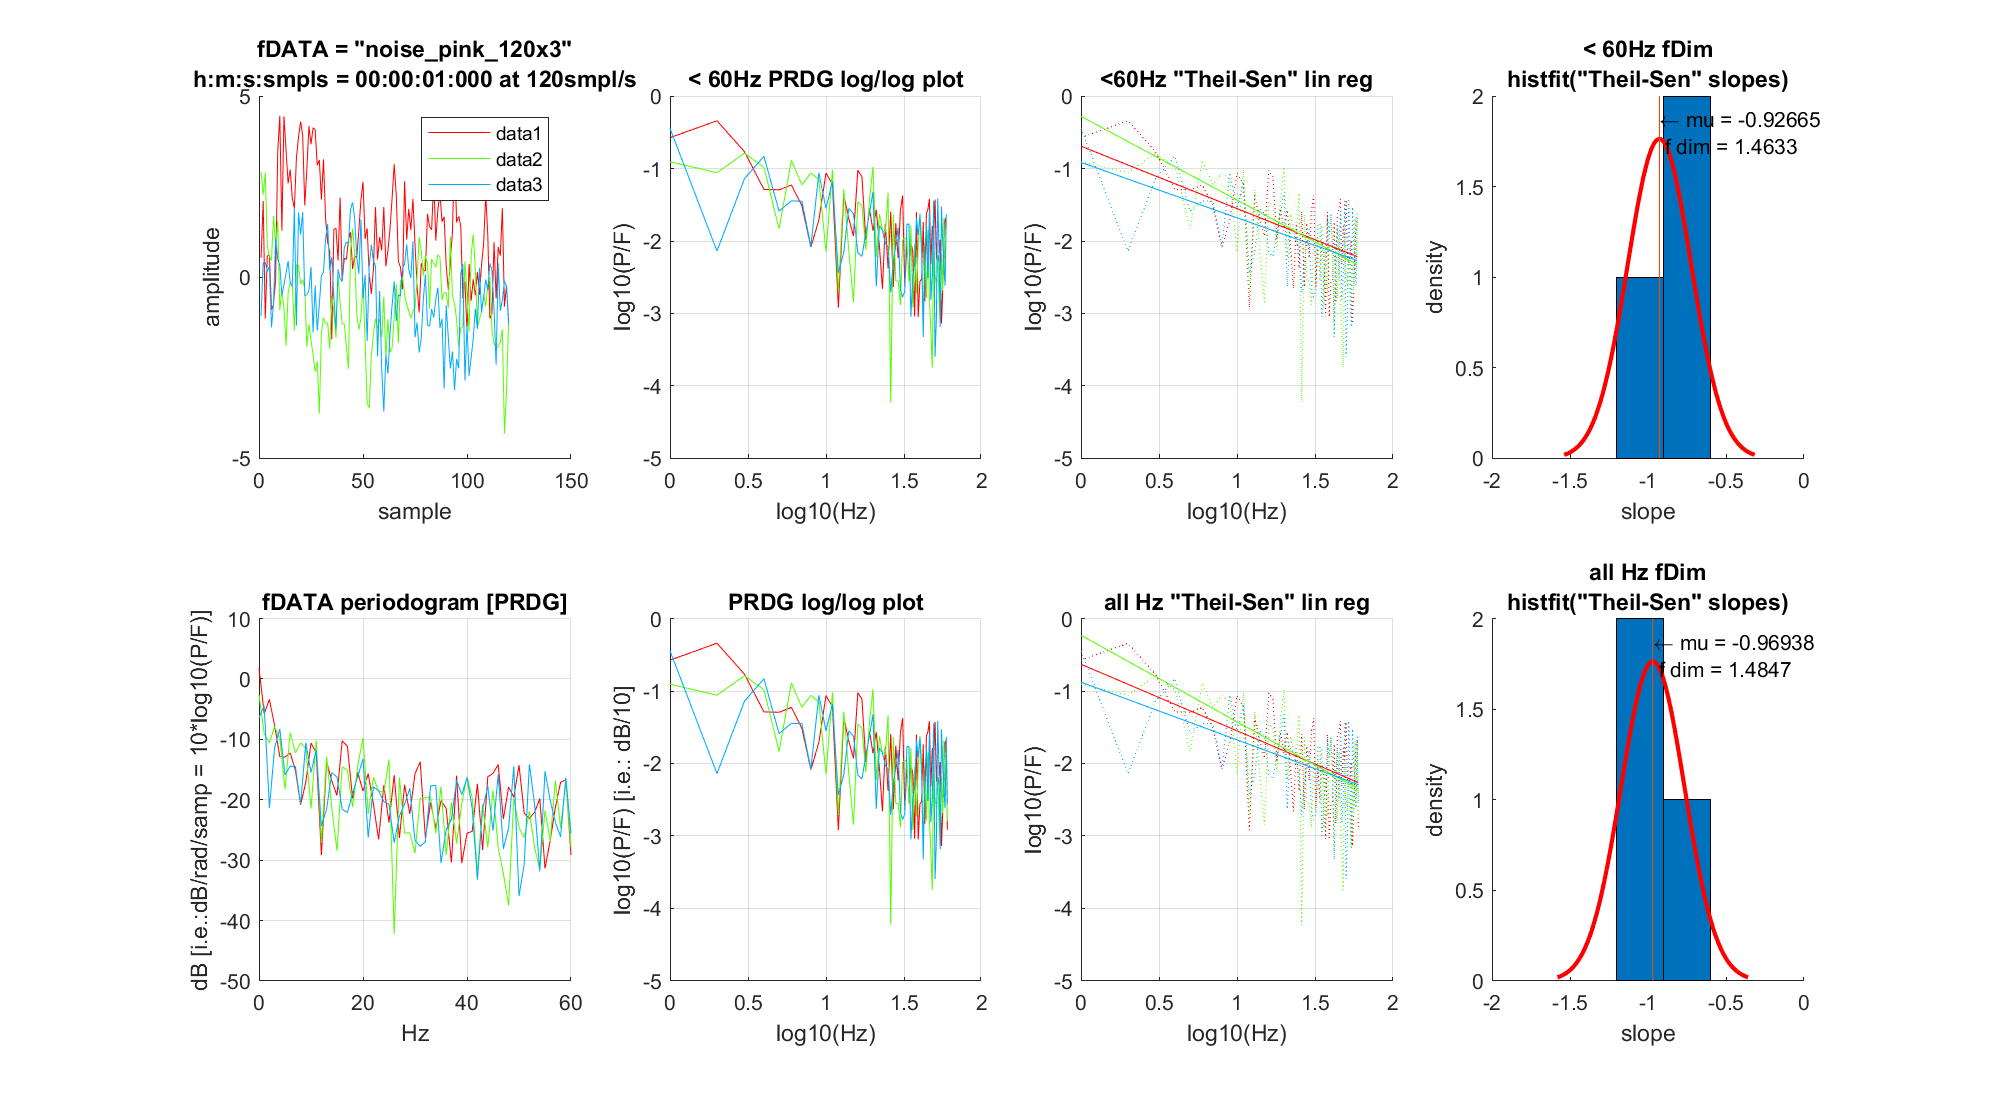 fDATA = "noise_pink_120x3"
h:m:s:smpls = 00:00:01:000 at 120smpl/s
5
0
-5
amplitude
0 50 100 150
sample
data1
data2
data3
< 60Hz PRDG log/log plot
0
-1
-2
-3
-4
-5
log10(P/F)
0 0.5 1 1.5 2
log10(Hz)
<60Hz "Theil-Sen" lin reg
0
-1
-2
-3
-4
-5
log10(P/F)
0 0.5 1 1.5 2
log10(Hz)
< 60Hz fDim
histfit("Theil-Sen" slopes)
2
1.5
1
0.5
0
density
← mu = -0.92665
f dim = 1.4633
-2 -1.5 -1 -0.5 0
slope
fDATA periodogram [PRDG]
10
0
-10
-20
-30
-40
-50
dB [i.e.:dB/rad/samp = 10*log10(P/F)]
0 20 40 60
Hz
PRDG log/log plot
0
-1
-2
-3
-4
-5
log10(P/F) [i.e.: dB/10]
0 0.5 1 1.5 2
log10(Hz)
all Hz "Theil-Sen" lin reg
0
-1
-2
-3
-4
-5
log10(P/F)
0 0.5 1 1.5 2
log10(Hz)
all Hz fDim
histfit("Theil-Sen" slopes)
2
1.5
1
0.5
0
density
← mu = -0.96938
f dim = 1.4847
-2 -1.5 -1 -0.5 0
slope